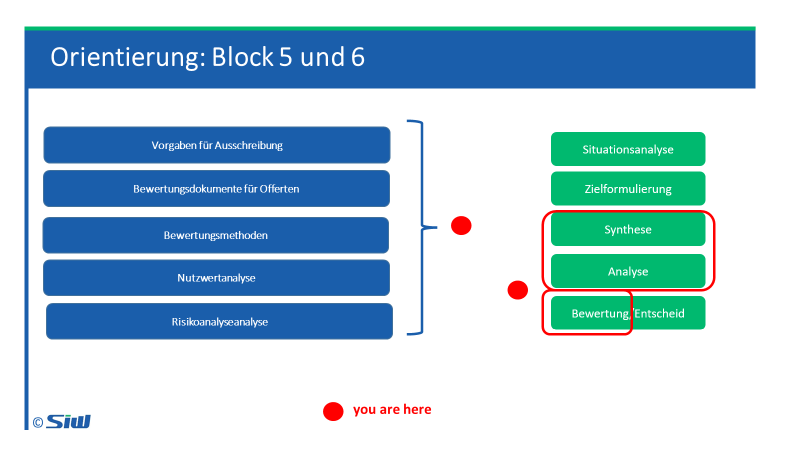 Orientierung: Block 5 und 6
Vorgaben für Ausschreibung
Bewertungsdokumente für Offerten
Bewertungsmethoden
Nutzwertanalyse
Risikoanalyseanalyse
Situationsanalyse
Zielformulierung
Synthese
Analyse
Bewertung/Entscheid
you are here
© SIW